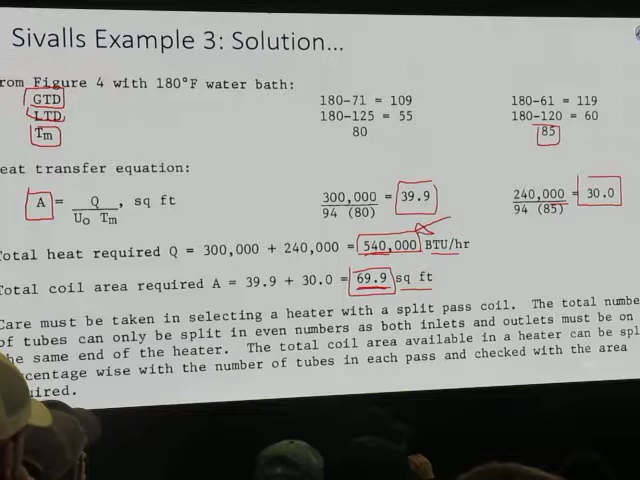 Sivalls Example 3: Solution…
rom Figure 4 with 180°F water bath:
GTD 180-71 = 109 180-61 = 119
LTD 180-125 = 55 180-120 = 60
Tm 80 85
eat transfer equation:
A = Q / Uo Tm, sq ft 300,000 / 94 (80) = 39.9 240,000 / 94 (85) = 30.0
Total heat required Q = 300,000 + 240,000 = 540,000 BTU/hr
Total coil area required A = 39.9 + 30.0 = 69.9 sq ft
Care must be taken in selecting a heater with a split pass coil. The total numbe
of tubes can only be split in even numbers as both inlets and outlets must be on
he same end of the heater. The total coil area available in a heater can be spl
rcentage wise with the number of tubes in each pass and checked with the area
uired.